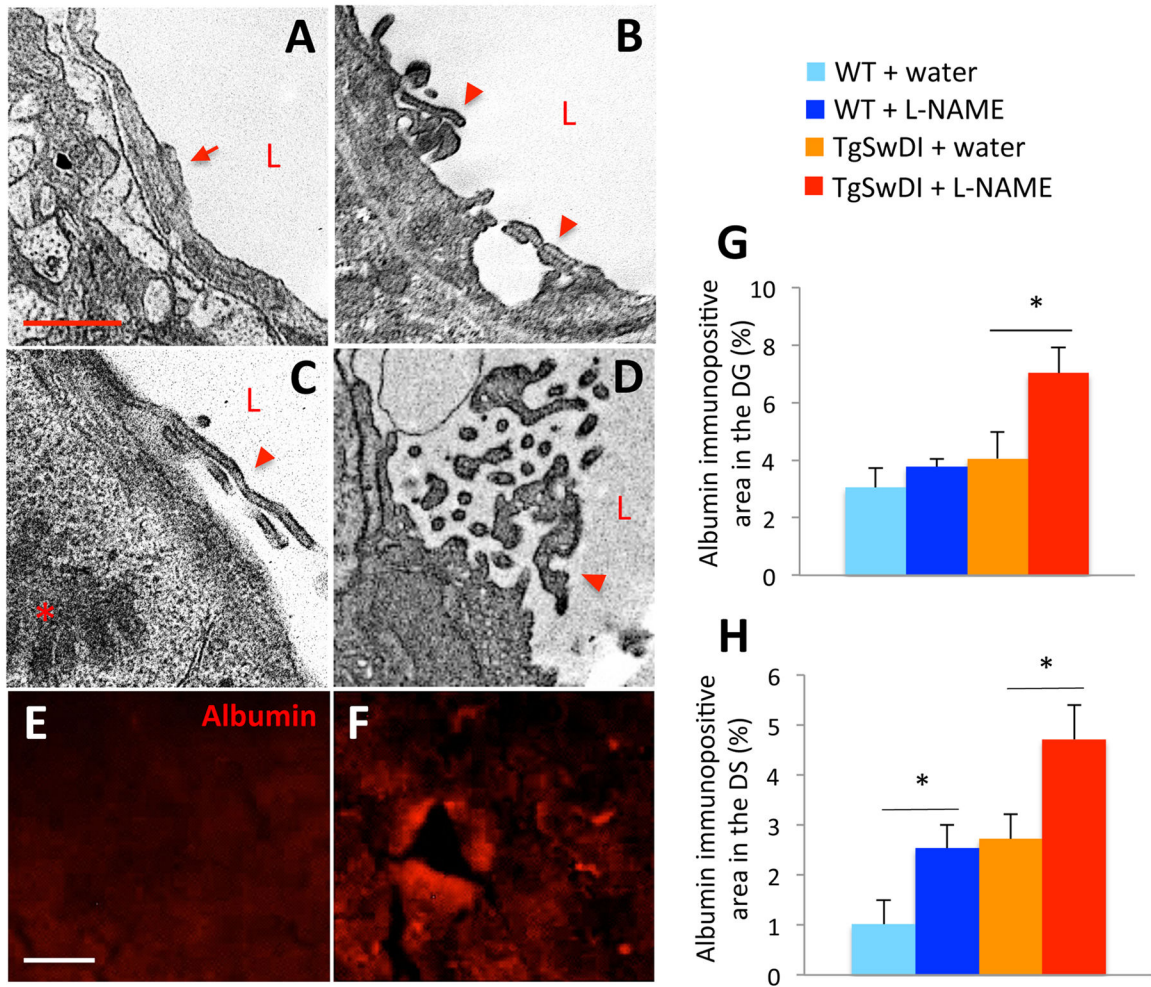 A
L
B
L
C
L
*
D
L
E
Albumin
F
WT + water
WT + L-NAME
TgSwDI + water
TgSwDI + L-NAME
G
Albumin immunopositive
area in the DG (%)
10
8
6
4
2
0
*
H
Albumin immunopositive
area in the DS (%)
6
5
4
3
2
1
0
*
*